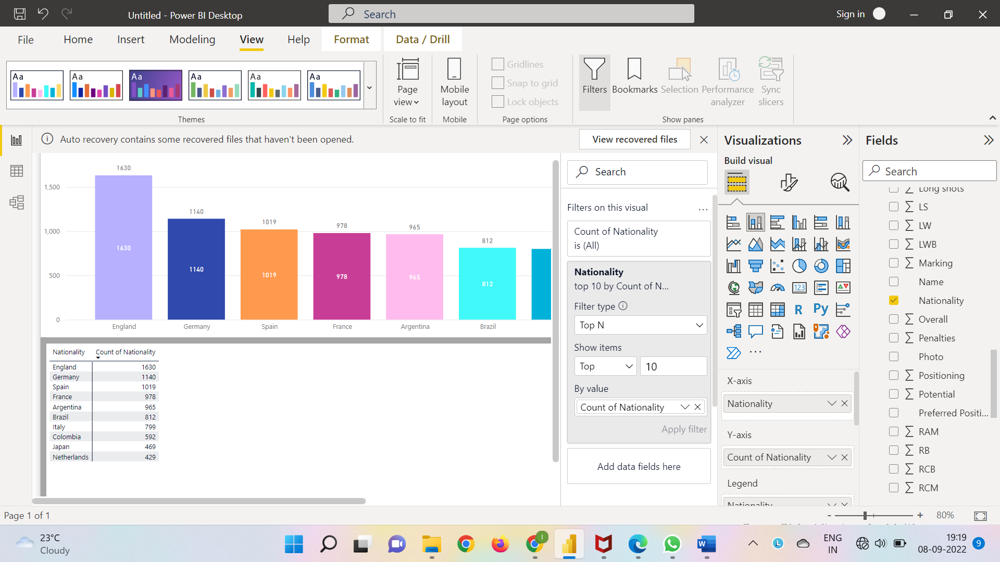 Untitled - Power BI Desktop
Search
Sign in
File
Home
Insert
Modeling
View
Help
Format
Data / Drill
Aa
Aa
Aa
Aa
Aa
Aa
Themes
Page
view
Scale to fit
Mobile
layout
Mobile
Gridlines
Snap to grid
Lock objects
Page options
Filters
Bookmarks
Selection
Performance
analyzer
Sync
slicers
Show panes
Auto recovery contains some recovered files that haven't been opened.
View recovered files
1,500
1,000
500
0
1630
1140
1019
978
965
812
1630
1140
1019
978
965
812
England
Germany
Spain
France
Argentina
Brazil
Nationality Count of Nationality
England 1630
Germany 1140
Spain 1019
France 978
Argentina 965
Brazil 812
Italy 799
Colombia 592
Japan 469
Netherlands 429
Search
Filters on this visual
...
Count of Nationality
is (All)
Nationality
top 10 by Count of N...
Filter type
Top N
Show items
Top
10
By value
Count of Nationality
Apply filter
Add data fields here
Visualizations
Build visual
123
R
Py
...
X-axis
Nationality
Y-axis
Count of Nationality
Legend
Nationality
Fields
Search
Long shots
LS
LW
LWB
Marking
Name
Nationality
Overall
Penalties
Photo
Positioning
Potential
Preferred Positi...
RAM
RB
RCB
RCM
Page 1 of 1
- + 80%
23°C
Cloudy
ENG
IN
19:19
08-09-2022
9